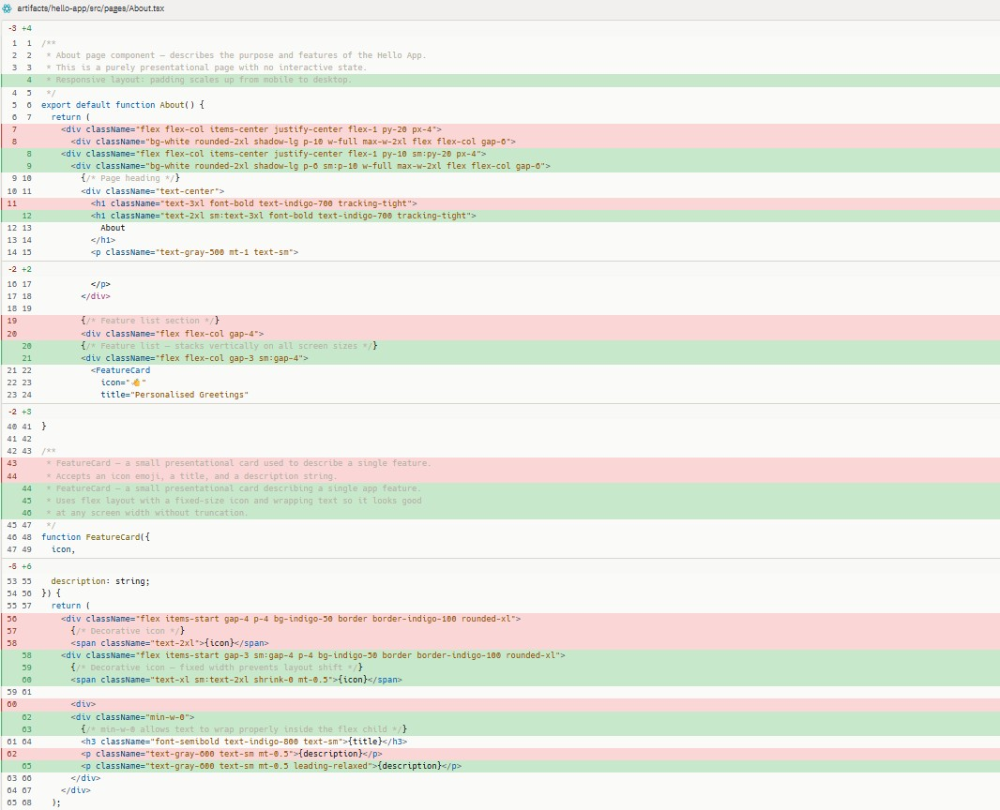 artifacts/hello-app/src/pages/About.tsx
-3 +4
1 1 /**
2 2 * About page component — describes the purpose and features of the Hello App.
3 3 * This is a purely presentational page with no interactive state.
4 * Responsive layout: padding scales up from mobile to desktop.
4 5 */
5 6 export default function About() {
6 7 return (
7 <div className="flex flex-col items-center justify-center flex-1 py-20 px-4">
8 <div className="bg-white rounded-2xl shadow-lg p-10 w-full max-w-2xl flex flex-col gap-6">
8 <div className="flex flex-col items-center justify-center flex-1 py-10 sm:py-20 px-4">
9 <div className="bg-white rounded-2xl shadow-lg p-6 sm:p-10 w-full max-w-2xl flex flex-col gap-6">
9 10 {/* Page heading */}
10 11 <div className="text-center">
11 <h1 className="text-3xl font-bold text-indigo-700 tracking-tight">
12 <h1 className="text-2xl sm:text-3xl font-bold text-indigo-700 tracking-tight">
12 13 About
13 14 </h1>
14 15 <p className="text-gray-500 mt-1 text-sm">
-2 +2
16 17 </p>
17 18 </div>
18 19
19 {/* Feature list section */}
20 <div className="flex flex-col gap-4">
20 {/* Feature list — stacks vertically on all screen sizes */}
21 <div className="flex flex-col gap-3 sm:gap-4">
21 22 <FeatureCard
22 23 icon="👋"
23 24 title="Personalised Greetings"
-2 +3
40 41 }
41 42
42 43 /**
43 * FeatureCard — a small presentational card used to describe a single feature.
44 * Accepts an icon emoji, a title, and a description string.
44 * FeatureCard — a small presentational card describing a single app feature.
45 * Uses flex layout with a fixed-size icon and wrapping text so it looks good
46 * at any screen width without truncation.
45 47 */
46 48 function FeatureCard({
47 49 icon,
-5 +6
53 55 description: string;
54 56 }) {
55 57 return (
56 <div className="flex items-start gap-4 p-4 bg-indigo-50 border border-indigo-100 rounded-xl">
57 {/* Decorative icon */}
58 <span className="text-2xl">{icon}</span>
58 <div className="flex items-start gap-3 sm:gap-4 p-4 bg-indigo-50 border border-indigo-100 rounded-xl">
59 {/* Decorative icon — fixed width prevents layout shift */}
60 <span className="text-xl sm:text-2xl shrink-0 mt-0.5">{icon}</span>
59 61
60 <div>
62 <div className="min-w-0">
63 {/* min-w-0 allows text to wrap properly inside the flex child */}
61 64 <h3 className="font-semibold text-indigo-800 text-sm">{title}</h3>
62 <p className="text-gray-600 text-sm mt-0.5">{description}</p>
65 <p className="text-gray-600 text-sm mt-0.5 leading-relaxed">{description}</p>
63 66 </div>
64 67 </div>
65 68 );